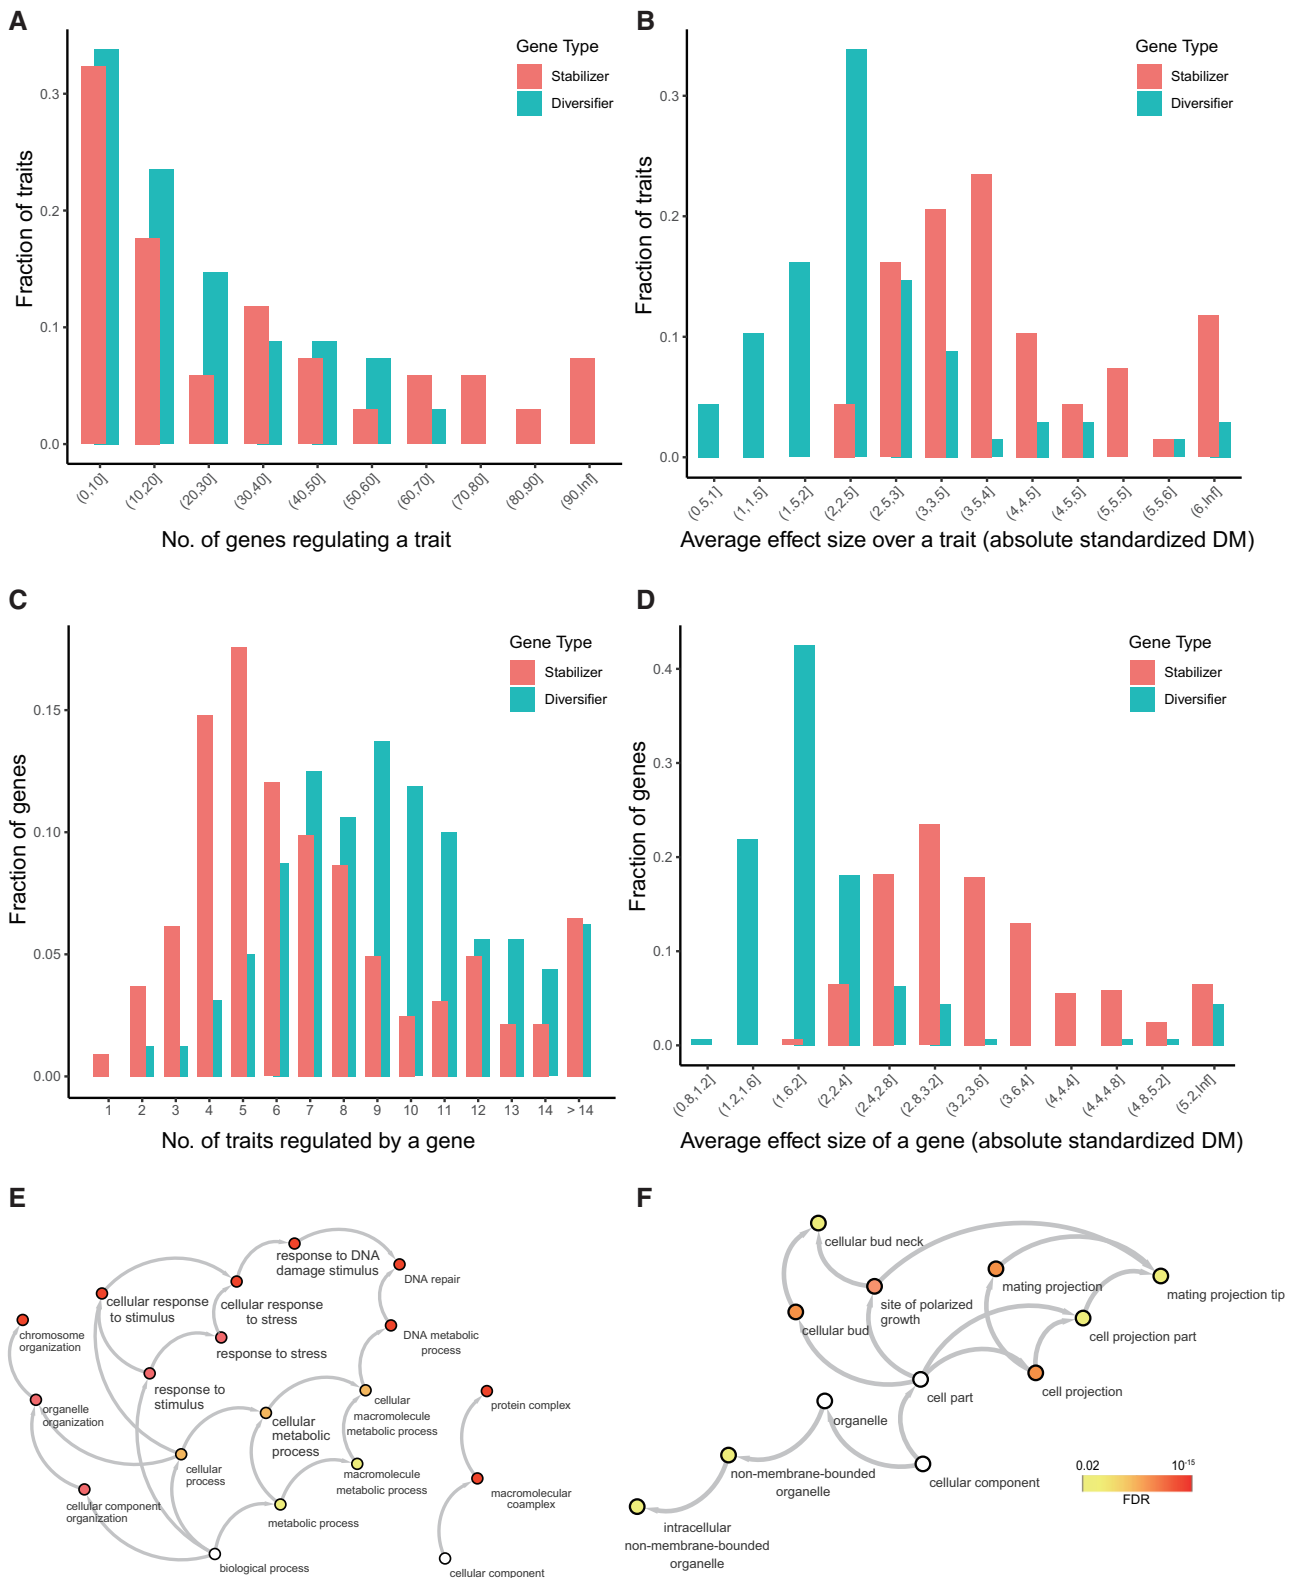 A
Gene Type
Stabilizer
Diversifier
Fraction of traits
0.3
0.2
0.1
0.0
(0,10]
(10,20]
(20,30]
(30,40]
(40,50]
(50,60]
(60,70]
(70,80]
(80,90]
(90,Inf]
No. of genes regulating a trait
B
Gene Type
Stabilizer
Diversifier
Fraction of traits
0.3
0.2
0.1
0.0
(0.5,1]
(1,1.5]
(1.5,2]
(2,2.5]
(2.5,3]
(3,3.5]
(3.5,4]
(4,4.5]
(4.5,5]
(5,5.5]
(5.5,6]
(6,Inf]
Average effect size over a trait (absolute standardized DM)
C
Gene Type
Stabilizer
Diversifier
Fraction of genes
0.15
0.10
0.05
0.00
1
2
3
4
5
6
7
8
9
10
11
12
13
14
> 14
No. of traits regulated by a gene
D
Gene Type
Stabilizer
Diversifier
Fraction of genes
0.4
0.3
0.2
0.1
0.0
(0.8,1.2]
(1.2,1.6]
(1.6,2]
(2,2.4]
(2.4,2.8]
(2.8,3.2]
(3.2,3.6]
(3.6,4]
(4,4.4]
(4.4,4.8]
(4.8,5.2]
(5.2,Inf]
Average effect size of a gene (absolute standardized DM)
E
response to DNA
damage stimulus
DNA repair
cellular response
to stimulus
cellular response
to stress
chromosome
organization
DNA metabolic
process
response to stress
response to
stimulus
organelle
organization
cellular
macromolecule
metabolic process
protein complex
cellular
metabolic
process
cellular
process
macromolecule
metabolic process
cellular component
organization
macromolecular
coamplex
metabolic process
biological process
cellular component
F
cellular bud neck
mating projection
mating projection tip
site of polarized
growth
cellular bud
cell projection part
cell part
cell projection
organelle
non-membrane-bounded
organelle
cellular component
0.02
10-15
FDR
intracellular
non-membrane-bounded
organelle